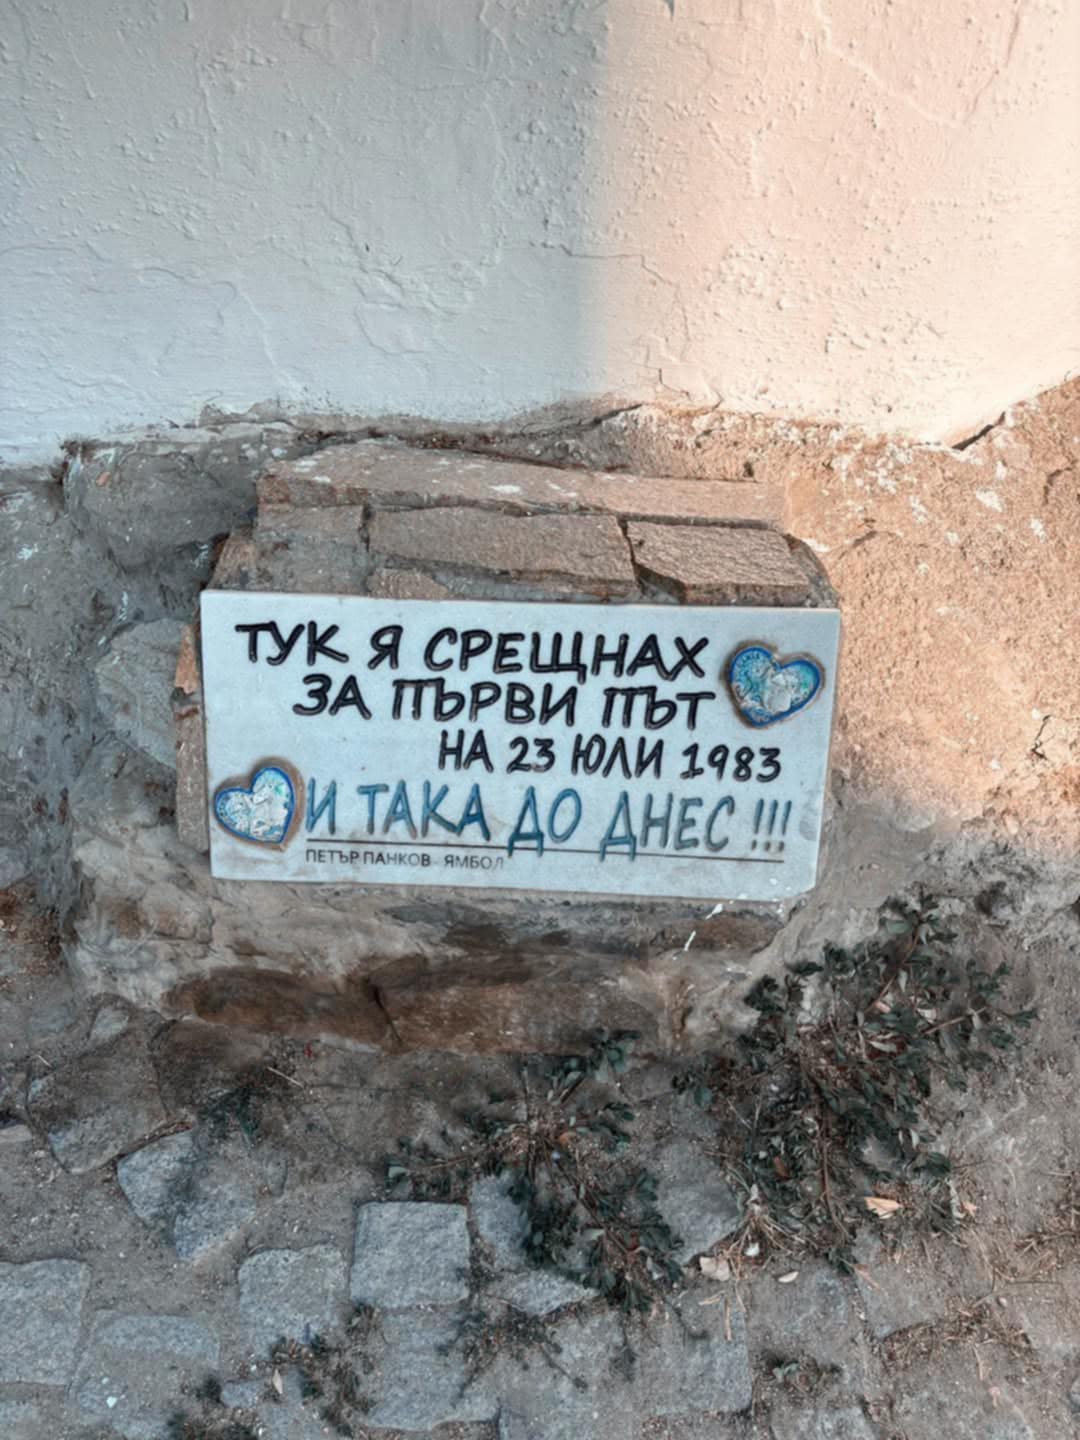 ТУК Я СРЕЩНАХ
ЗА ПЪРВИ ПЪТ
НА 23 ЮЛИ 1983
И ТАКА ДО ДНЕС !!!
ПЕТЪР ПАНКОВ - ЯМБОЛ